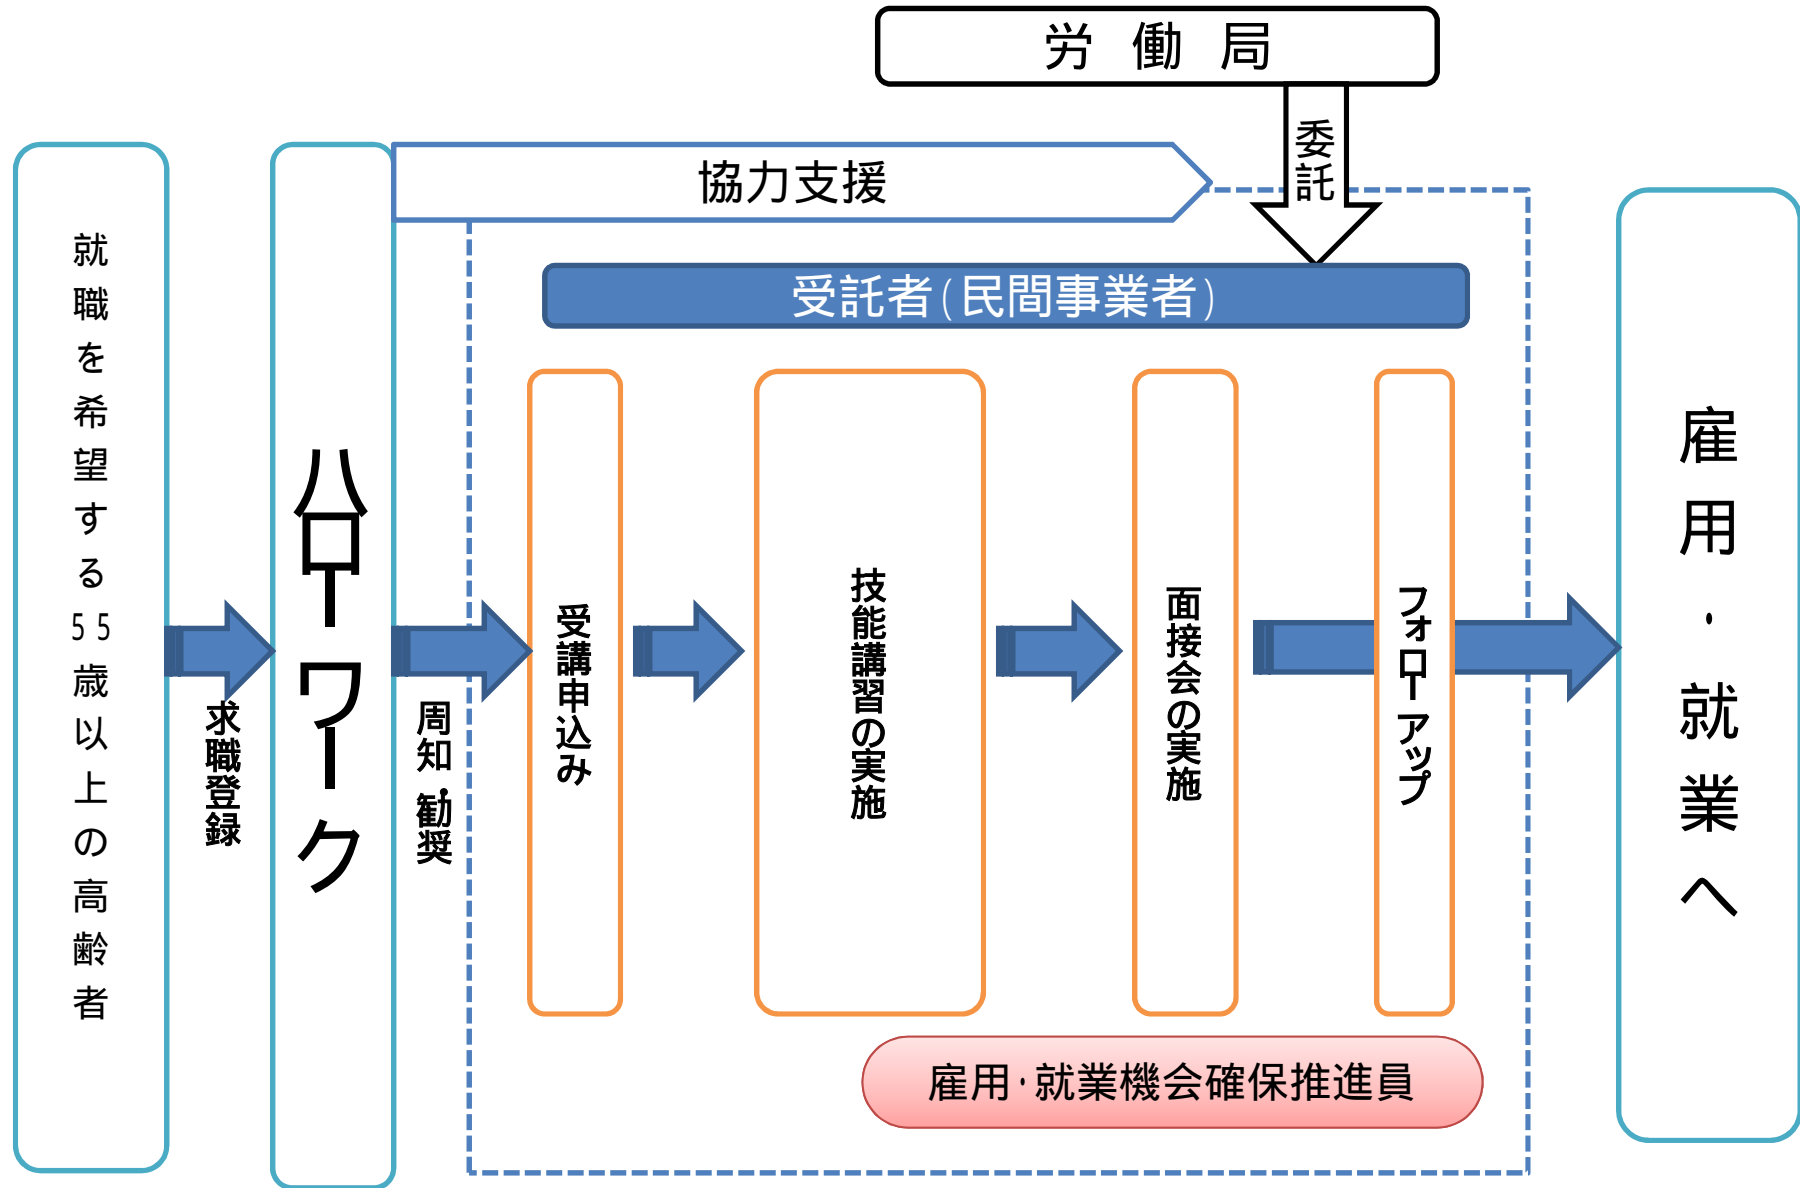 労働局
委託
協力支援
受託者(民間事業者)
就職を希望する55歳以上の高齢者
求職登録
ハローワーク
周知・勧奨
受講申込み
技能講習の実施
面接会の実施
フォローアップ
雇用・就業へ
雇用・就業機会確保推進員